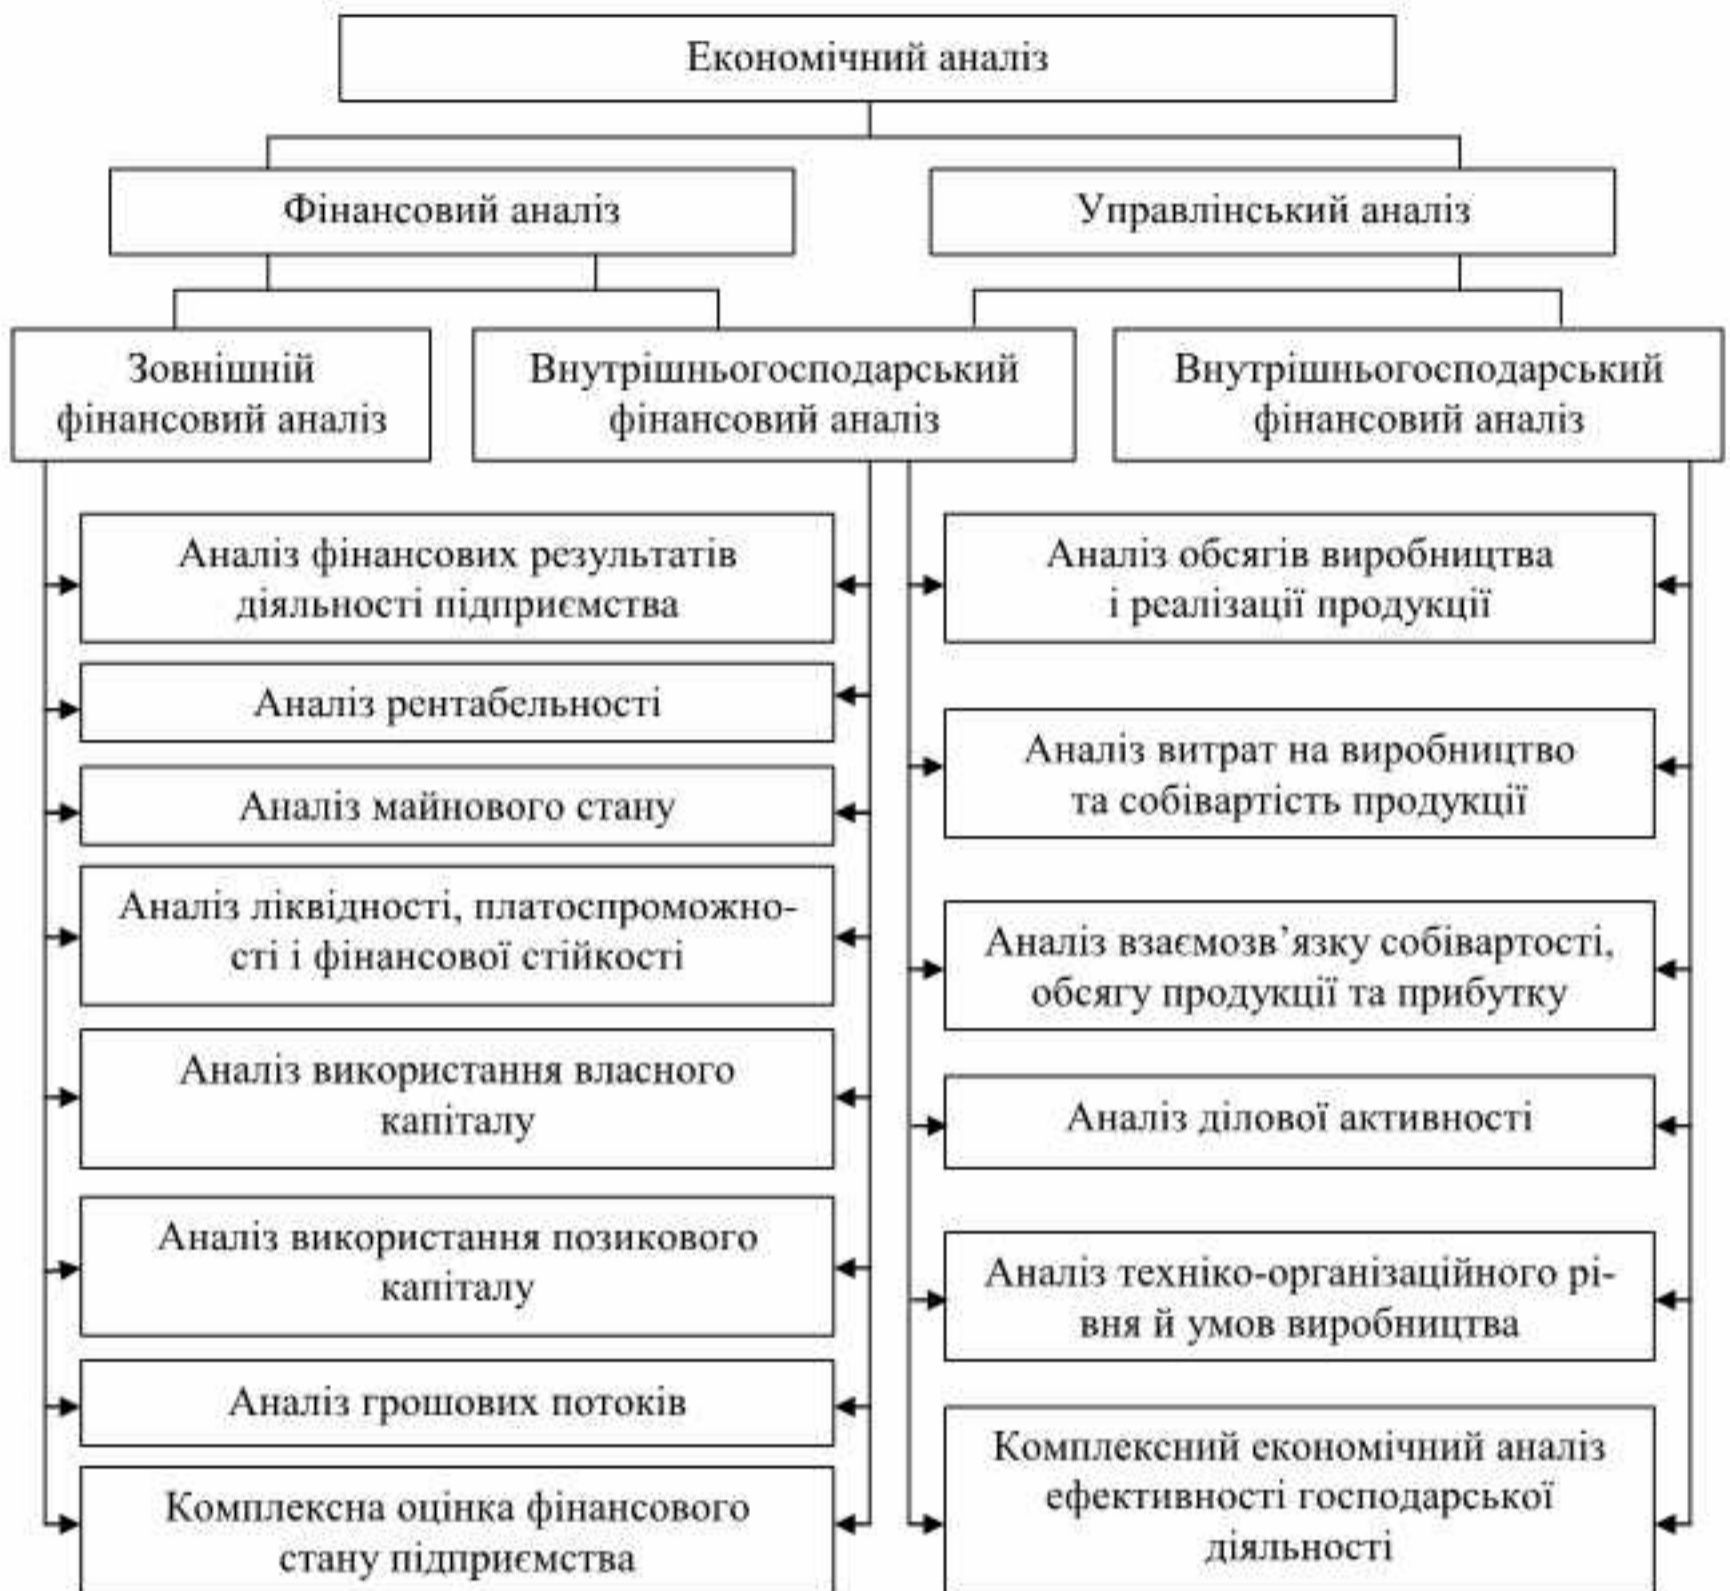 Економічний аналіз
Фінансовий аналіз
Управлінський аналіз
Зовнішній
фінансовий аналіз
Внутрішньогосподарський
фінансовий аналіз
Внутрішньогосподарський
фінансовий аналіз
Аналіз фінансових результатів
діяльності підприємства
Аналіз рентабельності
Аналіз майнового стану
Аналіз ліквідності, платоспроможно-
сті і фінансової стійкості
Аналіз використання власного
капіталу
Аналіз використання позикового
капіталу
Аналіз грошових потоків
Комплексна оцінка фінансового
стану підприємства
Аналіз обсягів виробництва
і реалізації продукції
Аналіз витрат на виробництво
та собівартість продукції
Аналіз взаємозв’язку собівартості,
обсягу продукції та прибутку
Аналіз ділової активності
Аналіз техніко-організаційного рі-
вня й умов виробництва
Комплексний економічний аналіз
ефективності господарської
діяльності